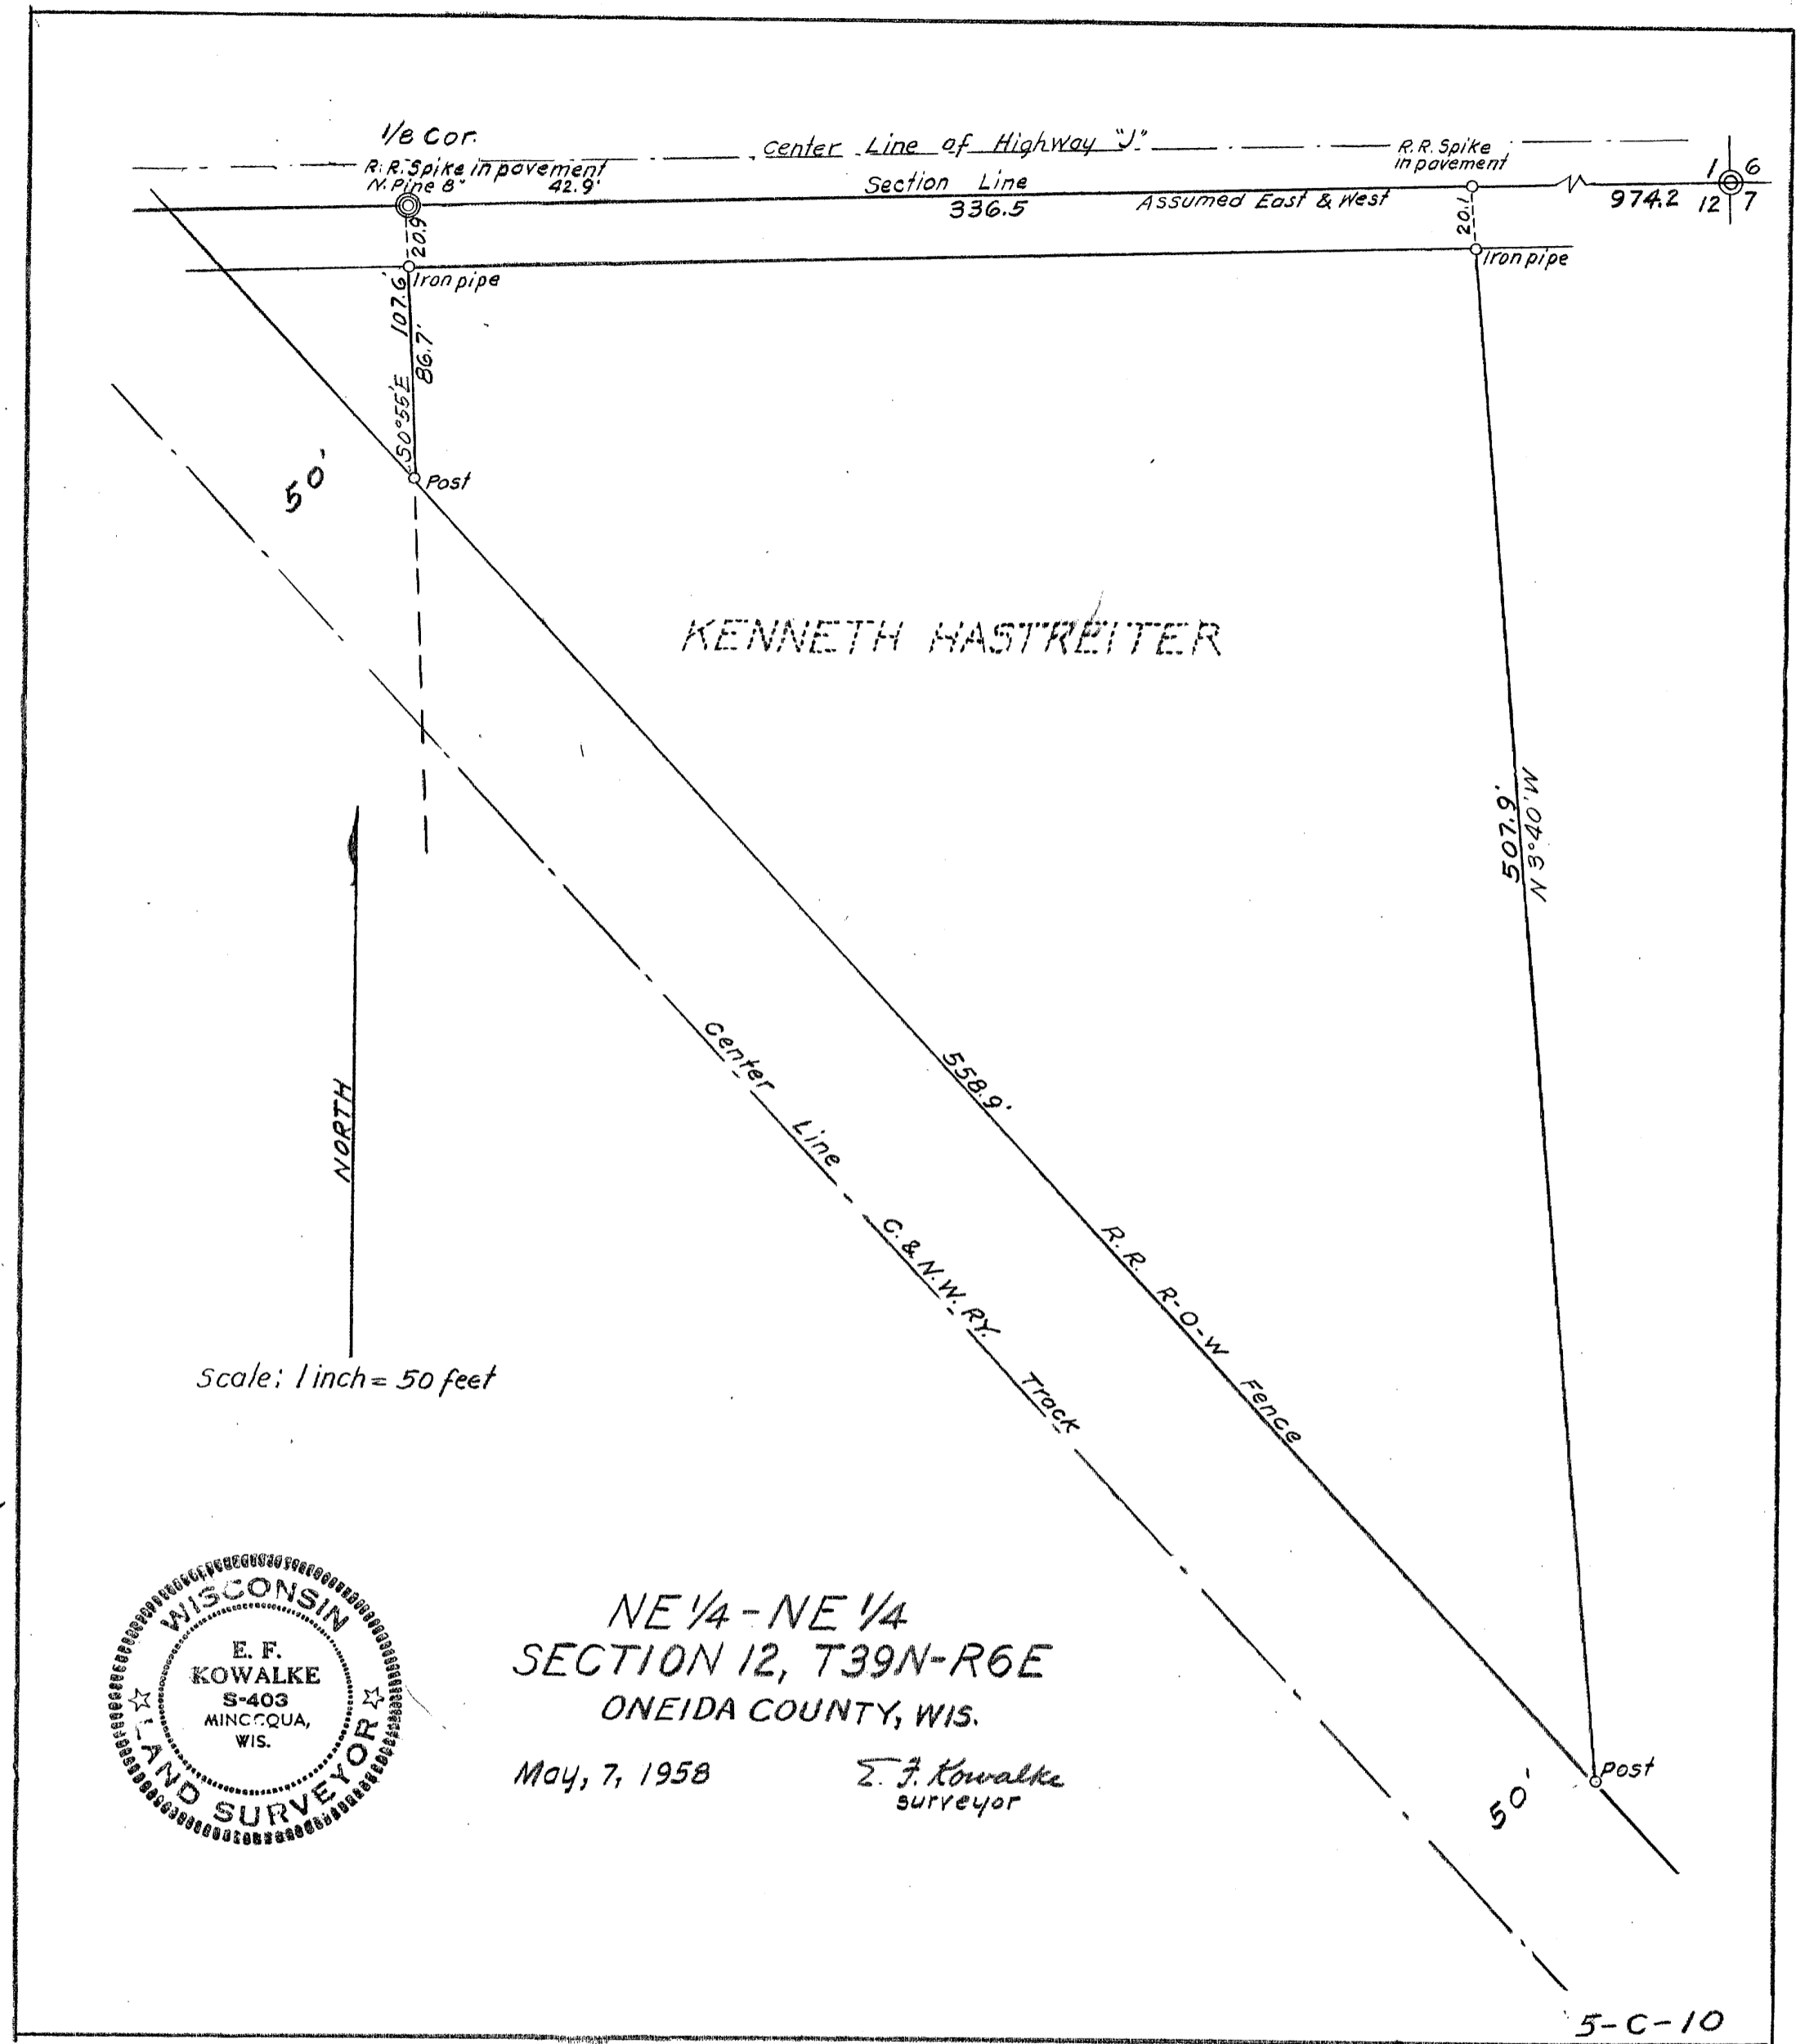 1/8 Cor.
R.R. Spike in pavement
N. Pine 8" 42.9'
Center Line of Highway "J"
R.R. Spike
in pavement
Section Line
336.5
Assumed East & West
974.2
1 6
12 7
20.9
20.1
Iron pipe
Iron pipe
S0°55'E 107.6'
86.7'
Post
50'
KENNETH HASTREITER
507.9'
N 3°40' W
558.9'
R.R. R-O-W Fence
Center Line C. & N.W. RY. Track
NORTH
Scale: 1 inch = 50 feet
WISCONSIN
E. F.
KOWALKE
S-403
MINOCQUA,
WIS.
LAND SURVEYOR
NE 1/4 - NE 1/4
SECTION 12, T39N-R6E
ONEIDA COUNTY, WIS.
May, 7, 1958
E. F. Kowalke
surveyor
Post
50'
5-C-10